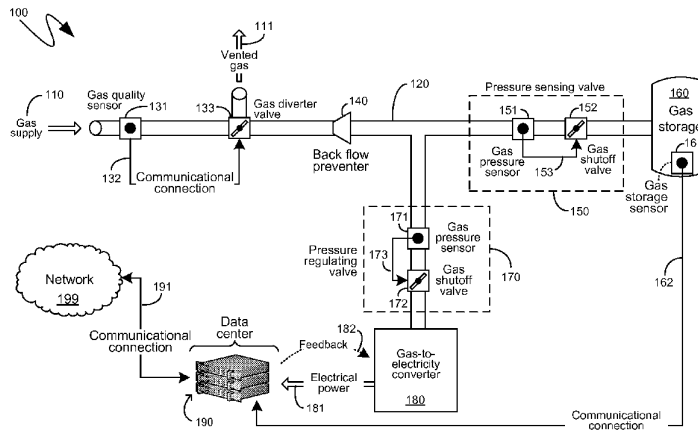 100
111
Vented
gas
110
Gas
supply
Gas quality
sensor
131
133
Gas diverter
valve
140
120
132
Communicational
connection
Back flow
preventer
Pressure sensing valve
151
152
Gas
pressure
sensor
153
Gas
shutoff
valve
150
160
Gas
storage
16
Gas
storage
sensor
162
171
Gas
pressure
sensor
Pressure
regulating
valve
173
170
Gas
shutoff
valve
172
Network
199
191
Communicational
connection
Data
center
190
Feedback
182
Electrical
power
181
Gas-to-
electricity
converter
180
Communicational
connection